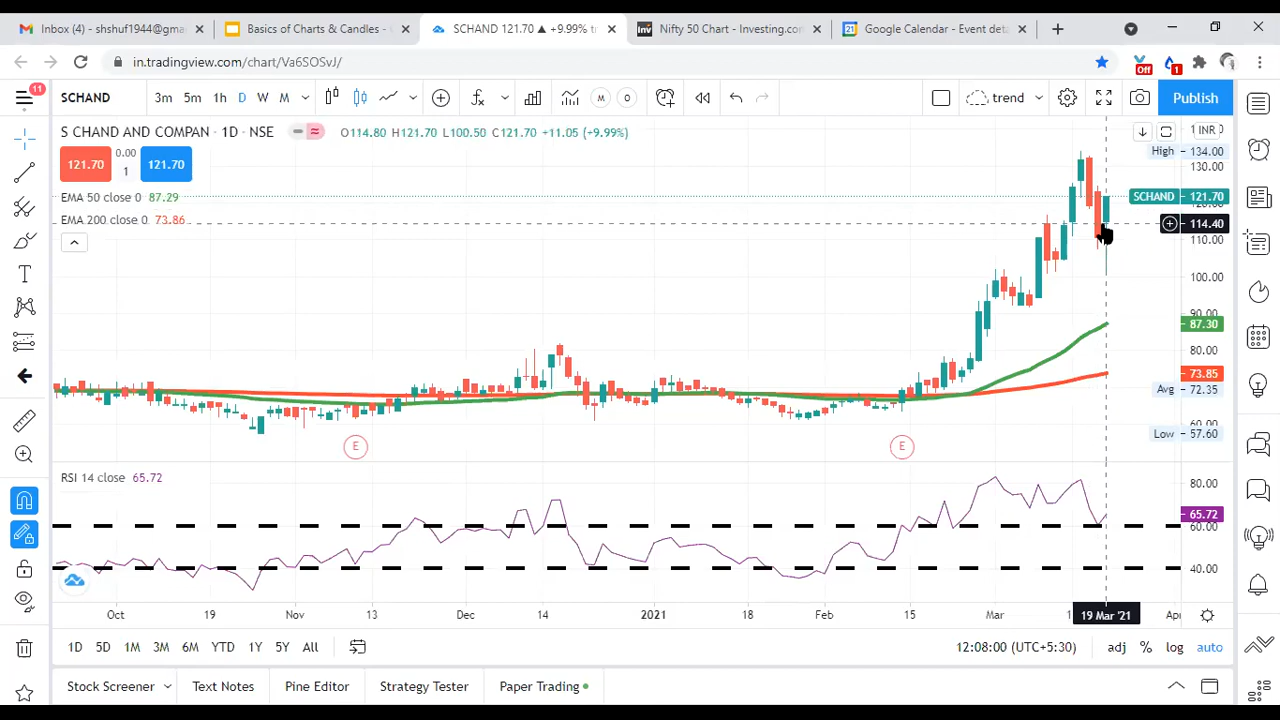 Inbox (4) - shshuf1944@gma
Basics of Charts & Candles -
SCHAND 121.70 ▲ +9.99% t
Nifty 50 Chart - Investing.co
Google Calendar - Event det
in.tradingview.com/chart/Va6SOSvJ/
Off
1
11
SCHAND
3m 5m 1h D W M
M
trend
Publish
S CHAND AND COMPAN · 1D · NSE
O114.80 H121.70 L100.50 C121.70 +11.05 (+9.99%)
INR
121.70
0.00
1
121.70
EMA 50 close 0 87.29
EMA 200 close 0 73.86
High 134.00
130.00
SCHAND 121.70
114.40
110.00
100.00
90.00
87.30
80.00
73.85
Avg 72.35
60.00
Low 57.60
E
E
RSI 14 close 65.72
80.00
65.72
60.00
40.00
Oct 19 Nov 13 Dec 14 2021 18 Feb 15 Mar 19 Mar '21
1D 5D 1M 3M 6M YTD 1Y 5Y All
12:08:00 (UTC+5:30)
adj % log auto
Stock Screener
Text Notes
Pine Editor
Strategy Tester
Paper Trading